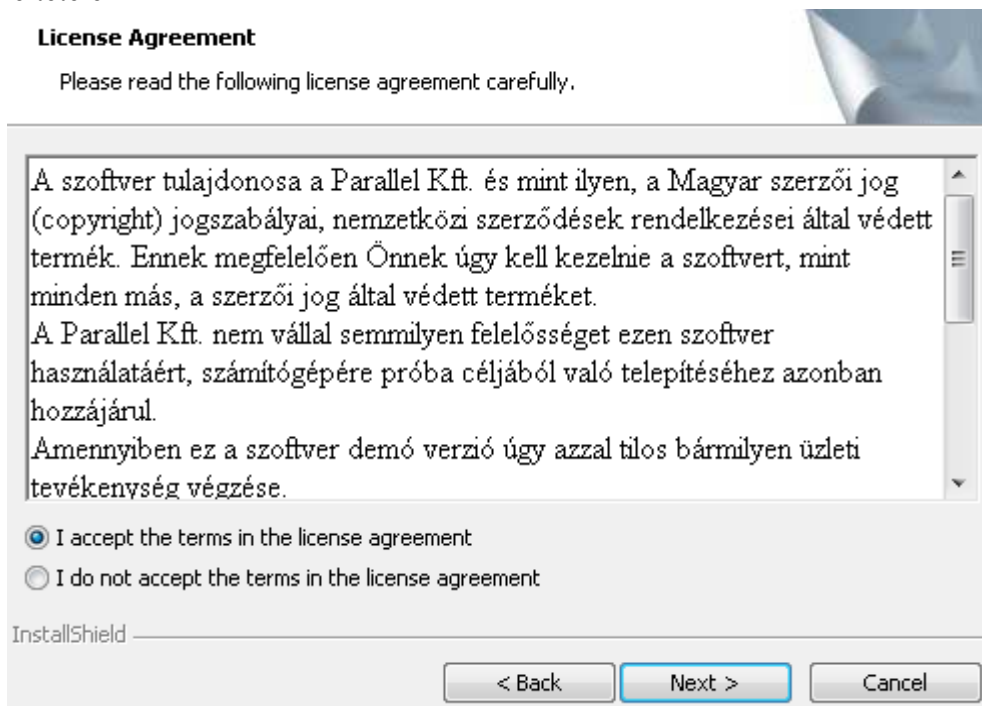 License Agreement
Please read the following license agreement carefully.
A szoftver tulajdonosa a Parallel Kft. és mint ilyen, a Magyar szerzői jog
(copyright) jogszabályai, nemzetközi szerződések rendelkezései által védett
termék. Ennek megfelelően Önnek úgy kell kezelnie a szoftvert, mint
minden más, a szerzői jog által védett terméket.
A Parallel Kft. nem vállal semmilyen felelősséget ezen szoftver
használatáért, számítógépére próba céljából való telepítéséhez azonban
hozzájárul.
Amennyiben ez a szoftver demó verzió úgy azzal tilos bármilyen üzleti
tevékenység végzése.
I accept the terms in the license agreement
I do not accept the terms in the license agreement
InstallShield
< Back
Next >
Cancel